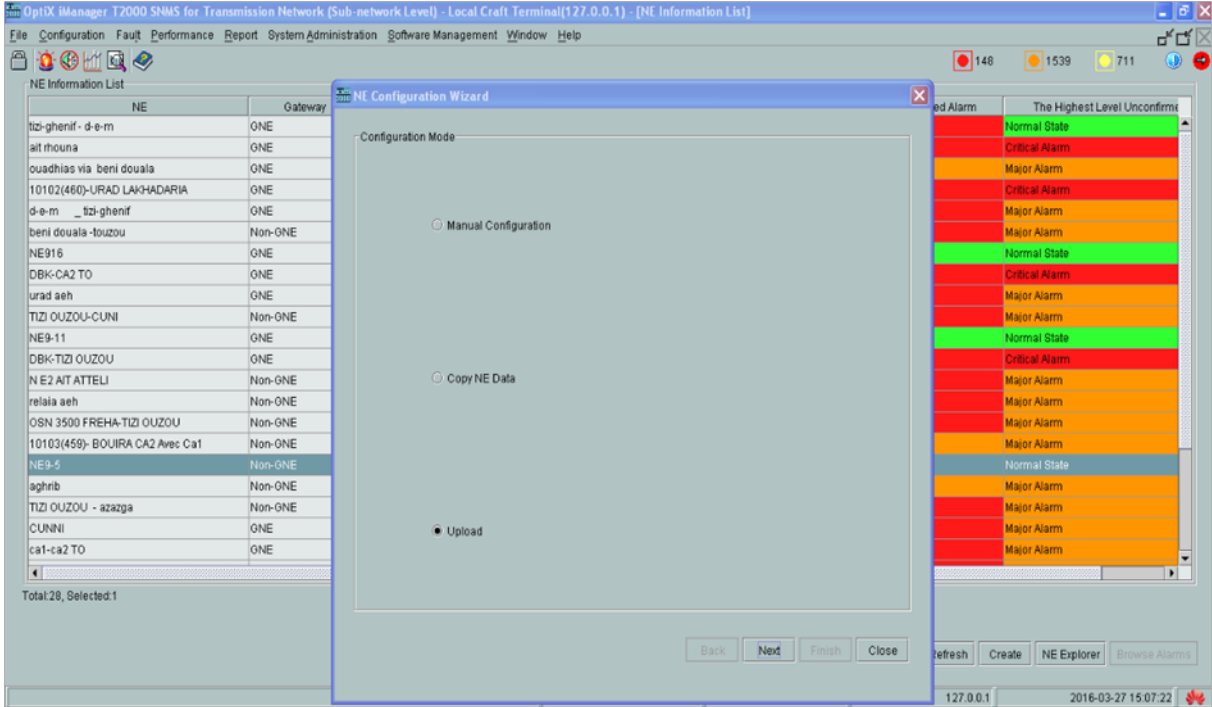 OptiX iManager T2000 SNMS for Transmission Network (Sub-network Level) - Local Craft Terminal(127.0.0.1) - [NE Information List]
File Configuration Fault Performance Report System Administration Software Management Window Help
148 1539 711
NE Information List
NE Configuration Wizard
NE Gateway ed Alarm The Highest Level Unconfirme
tizi-ghenif - d-e-m GNE Normal State
Configuration Mode
ait rhouna GNE Critical Alarm
ouadhias via beni douala GNE Major Alarm
10102(460)-URAD LAKHADARIA GNE Critical Alarm
d-e-m _ tizi-ghenif GNE Major Alarm
Manual Configuration
beni douala -touzou Non-GNE Major Alarm
NE916 GNE Normal State
DBK-CA2 TO GNE Critical Alarm
urad aeh GNE Major Alarm
TIZI OUZOU-CUNI Non-GNE Major Alarm
NE9-11 GNE Normal State
DBK-TIZI OUZOU GNE Critical Alarm
N E2 AIT ATTELI Non-GNE Copy NE Data Major Alarm
relaia aeh Non-GNE Major Alarm
OSN 3500 FREHA-TIZI OUZOU Non-GNE Major Alarm
10103(459)- BOUIRA CA2 Avec Ca1 Non-GNE Major Alarm
NE9-5 Non-GNE Normal State
aghrib Non-GNE Major Alarm
TIZI OUZOU - azazga Non-GNE Major Alarm
CUNNI GNE Upload Major Alarm
ca1-ca2 TO GNE Major Alarm
Total:28, Selected:1
Back Next Finish Close
Refresh Create NE Explorer Browse Alarms
127.0.0.1 2016-03-27 15:07:22